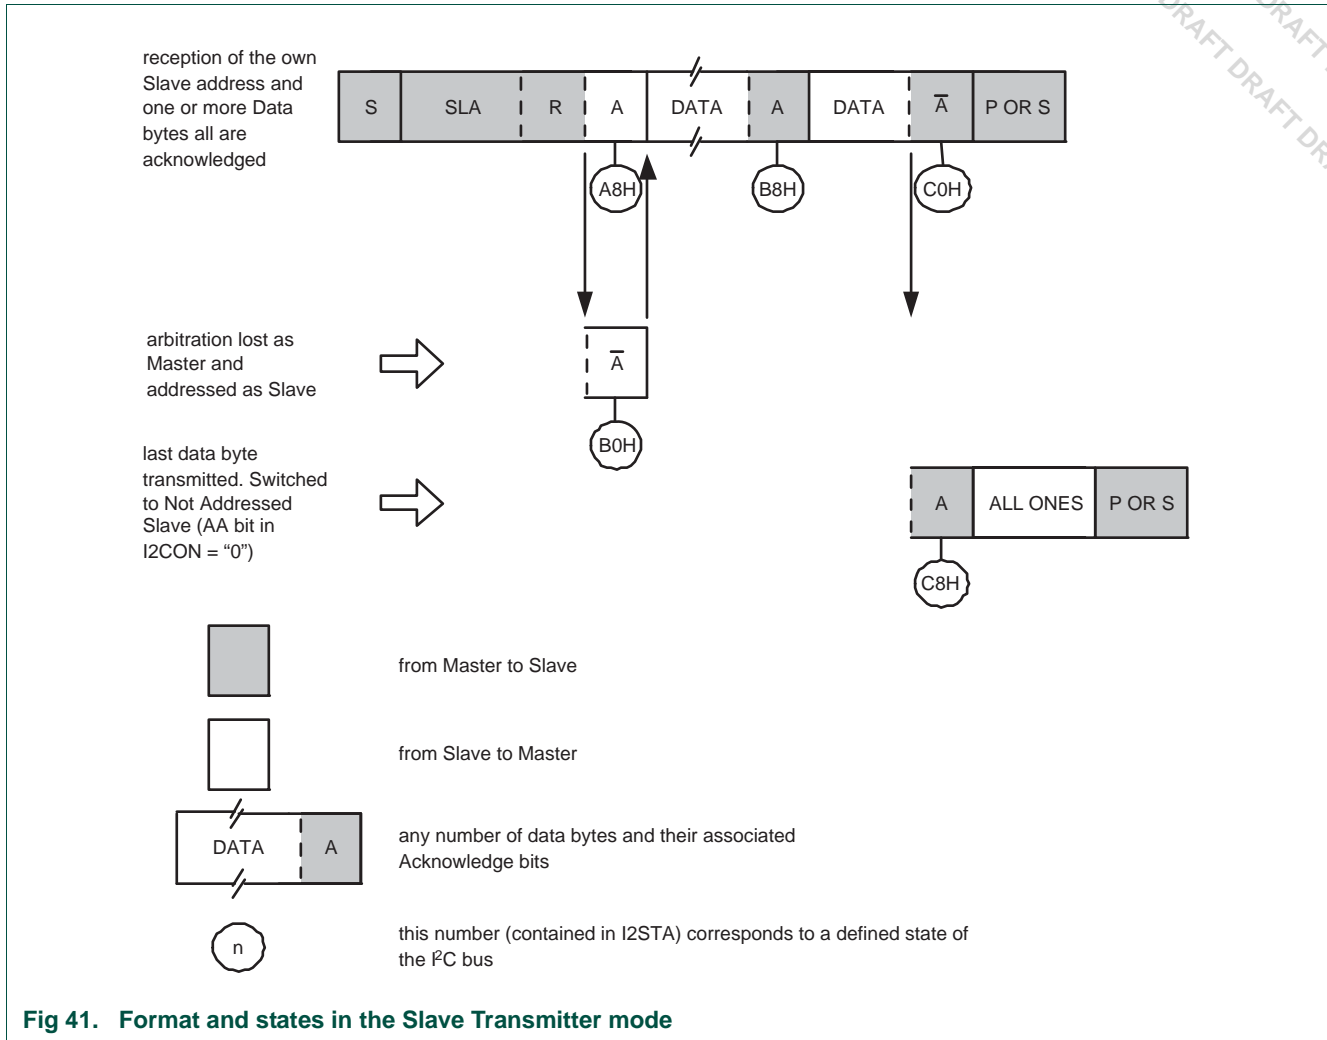 DRAFT
DRAFT DRAFT DR
reception of the own
Slave address and
one or more Data
bytes all are
acknowledged
S SLA R A DATA A DATA A̅ P OR S
A8H B8H C0H
arbitration lost as
Master and
addressed as Slave
A̅
B0H
last data byte
transmitted. Switched
to Not Addressed
Slave (AA bit in
I2CON = “0”)
A ALL ONES P OR S
C8H
from Master to Slave
from Slave to Master
DATA A
any number of data bytes and their associated
Acknowledge bits
n
this number (contained in I2STA) corresponds to a defined state of
the I²C bus
Fig 41. Format and states in the Slave Transmitter mode